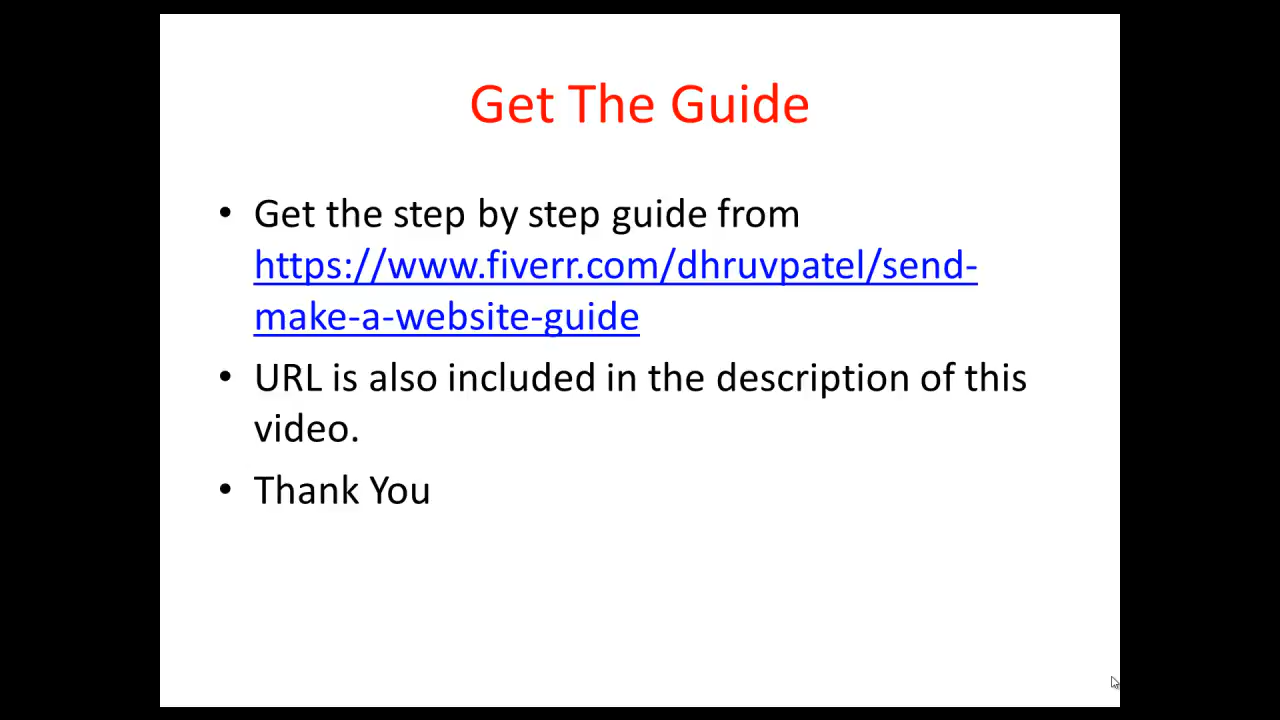 Get The Guide
• Get the step by step guide from
https://www.fiverr.com/dhruvpatel/send-
make-a-website-guide
• URL is also included in the description of this
video.
• Thank You